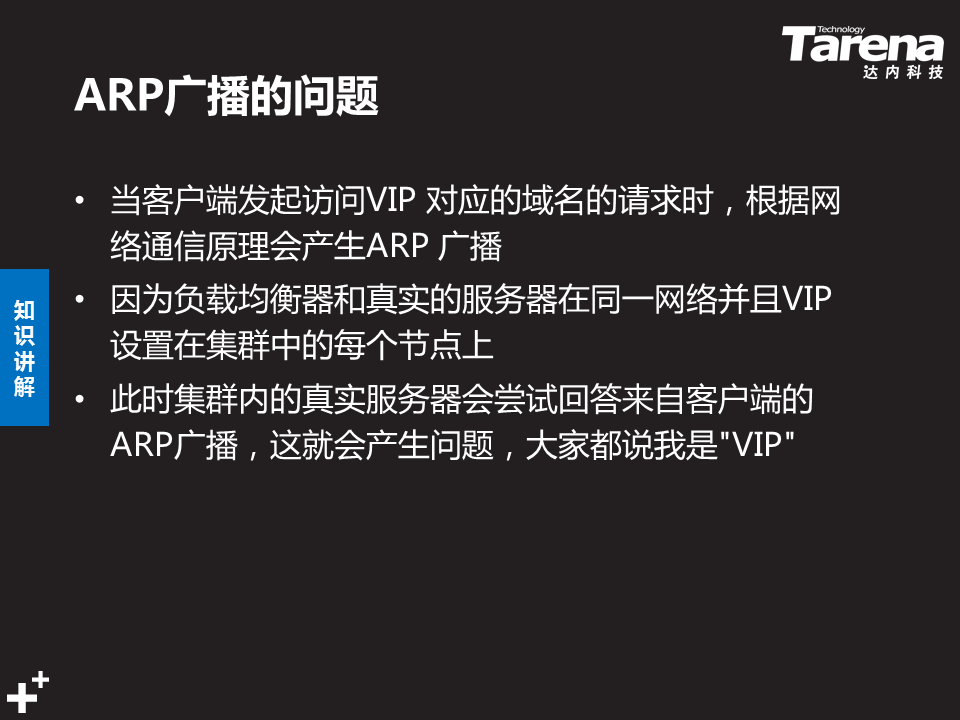 Technology
Tarena
达内科技
ARP广播的问题
• 当客户端发起访问VIP 对应的域名的请求时，根据网
络通信原理会产生ARP 广播
• 因为负载均衡器和真实的服务器在同一网络并且VIP
设置在集群中的每个节点上
• 此时集群内的真实服务器会尝试回答来自客户端的
ARP广播，这就会产生问题，大家都说我是"VIP"
知
识
讲
解